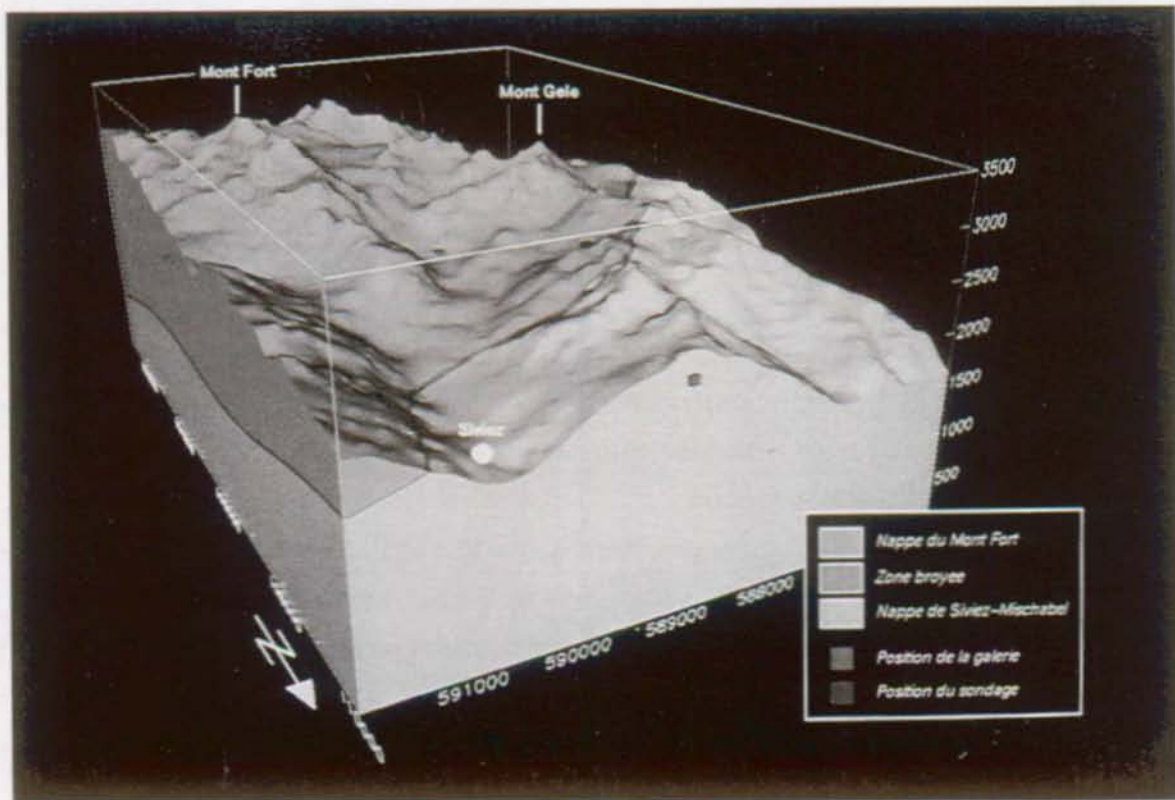 Mont Fort
Mont Gele
3500
3000
2500
2000
1500
1000
500
Siviez
588000
589000
590000
591000
N
Nappe du Mont Fort
Zone broyee
Nappe de Siviez-Mischabel
Position de la galerie
Position du sondage